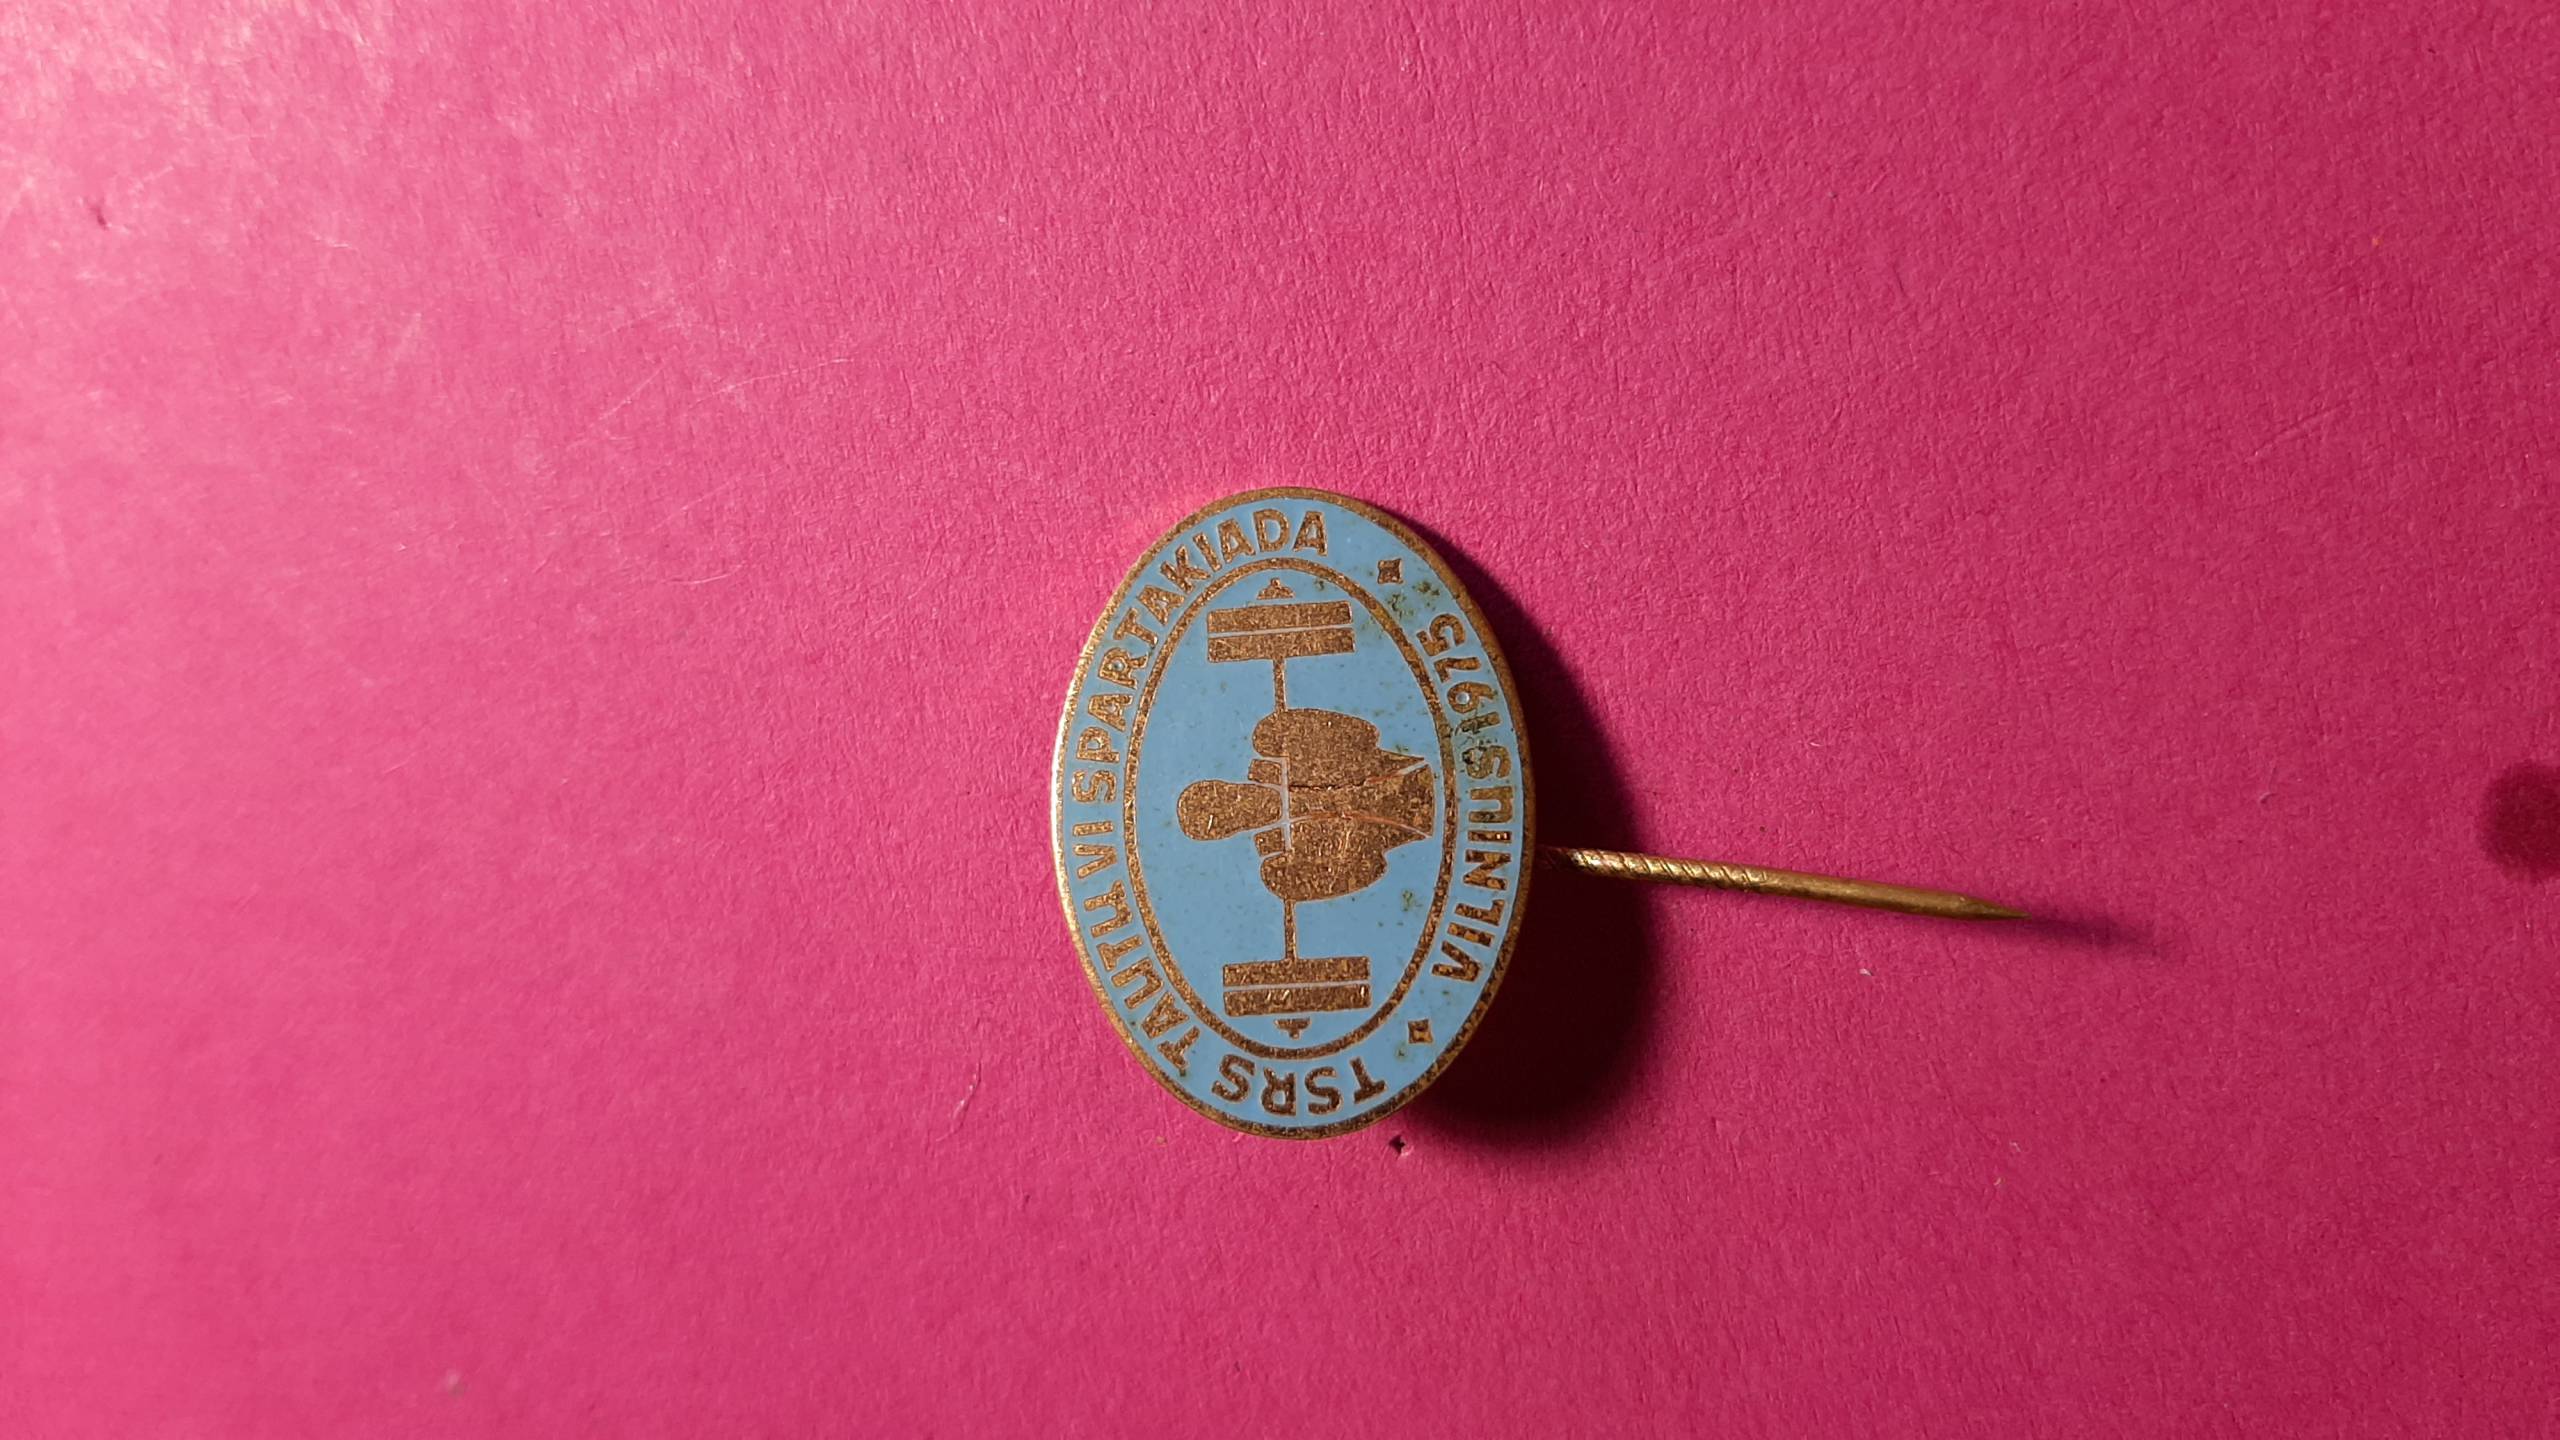 TSRS TAUTŲ VI SPARTAKIADA
VILNIUS 1975